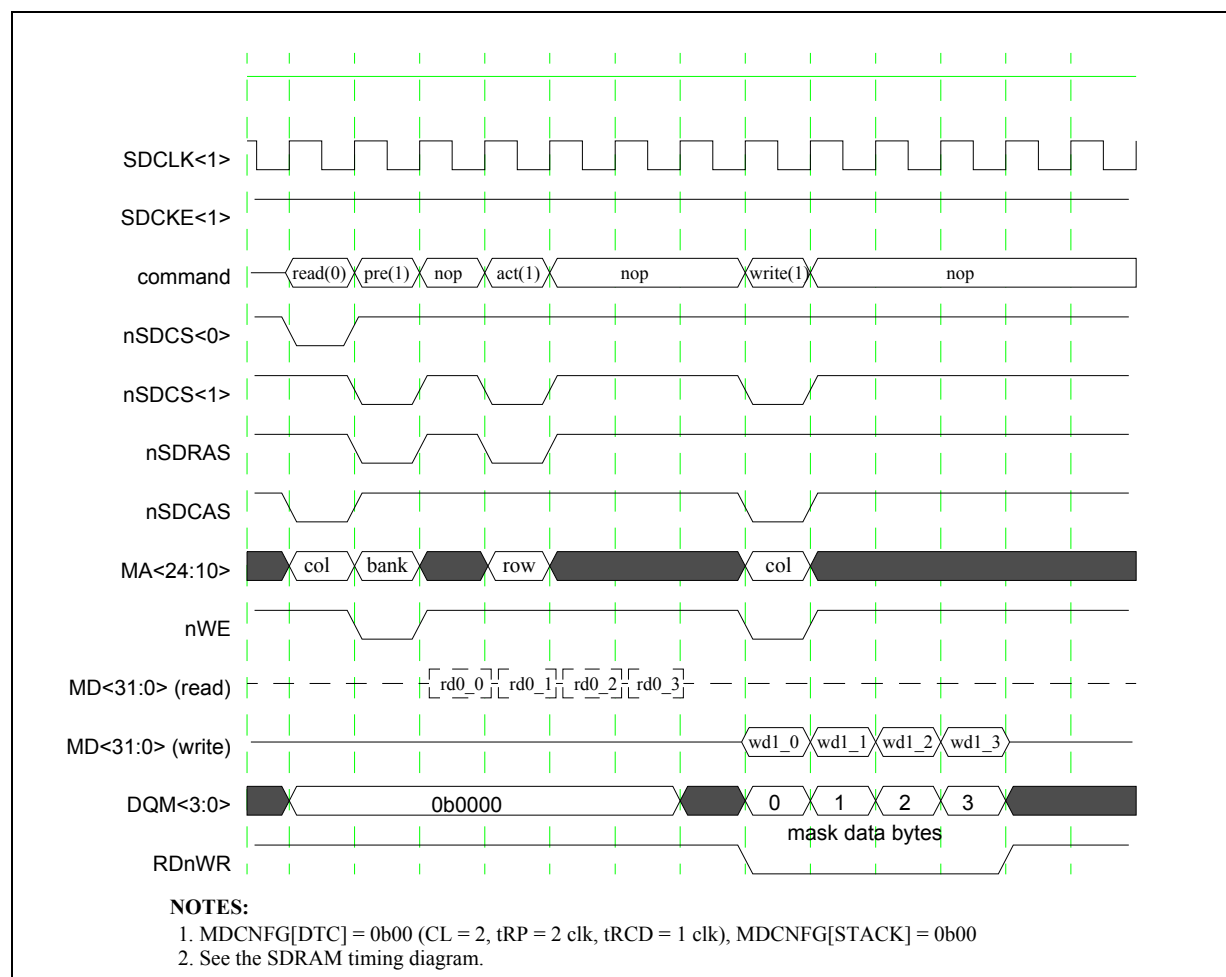 SDCLK<1>
SDCKE<1>
command read(0) pre(1) nop act(1) nop write(1) nop
nSDCS<0>
nSDCS<1>
nSDRAS
nSDCAS
MA<24:10> col bank row col
nWE
MD<31:0> (read) rd0_0 rd0_1 rd0_2 rd0_3
MD<31:0> (write) wd1_0 wd1_1 wd1_2 wd1_3
DQM<3:0> 0b0000 0 1 2 3
mask data bytes
RDnWR
NOTES:
1. MDCNFG[DTC] = 0b00 (CL = 2, tRP = 2 clk, tRCD = 1 clk), MDCNFG[STACK] = 0b00
2. See the SDRAM timing diagram.